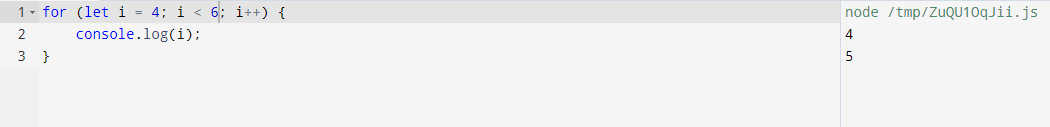 1 for (let i = 4; i < 6; i++) {
2     console.log(i);
3 }
node /tmp/ZuQU1OqJii.js
4
5